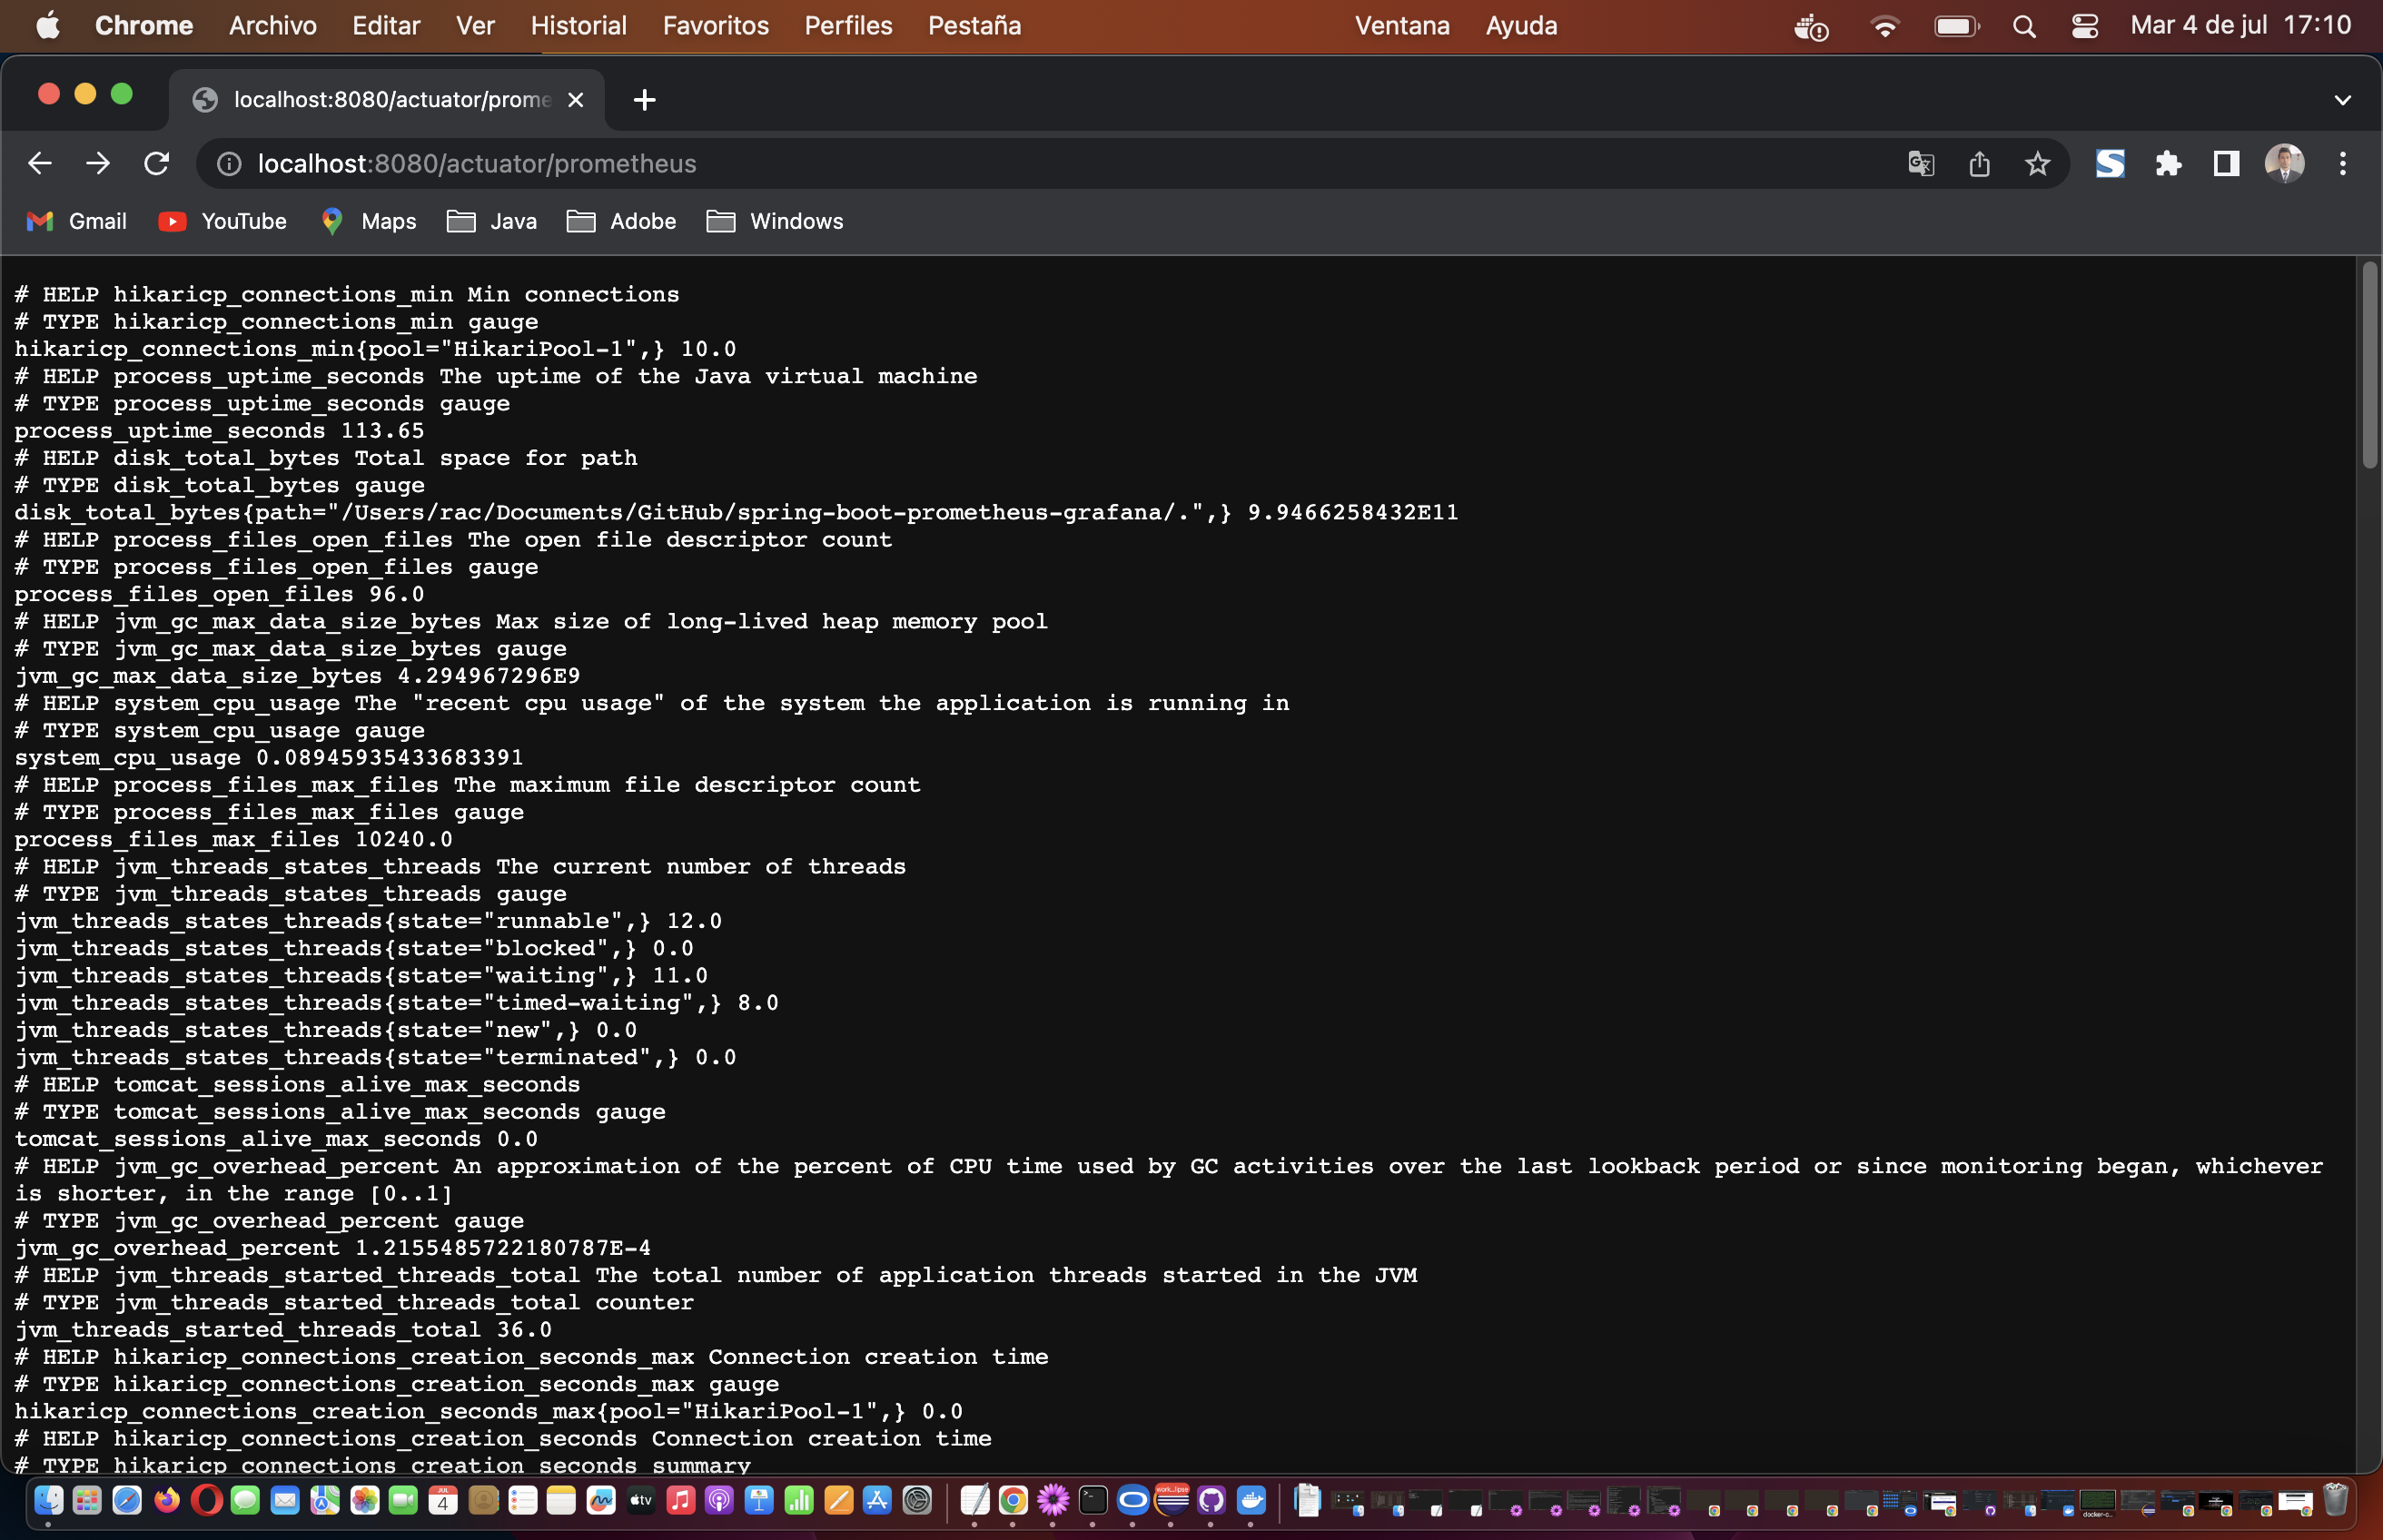 Chrome Archivo Editar Ver Historial Favoritos Perfiles Pestaña Ventana Ayuda Mar 4 de jul 17:10
localhost:8080/actuator/prome
localhost:8080/actuator/prometheus
Gmail YouTube Maps Java Adobe Windows
# HELP hikaricp_connections_min Min connections
# TYPE hikaricp_connections_min gauge
hikaricp_connections_min{pool="HikariPool-1",} 10.0
# HELP process_uptime_seconds The uptime of the Java virtual machine
# TYPE process_uptime_seconds gauge
process_uptime_seconds 113.65
# HELP disk_total_bytes Total space for path
# TYPE disk_total_bytes gauge
disk_total_bytes{path="/Users/rac/Documents/GitHub/spring-boot-prometheus-grafana/.",} 9.9466258432E11
# HELP process_files_open_files The open file descriptor count
# TYPE process_files_open_files gauge
process_files_open_files 96.0
# HELP jvm_gc_max_data_size_bytes Max size of long-lived heap memory pool
# TYPE jvm_gc_max_data_size_bytes gauge
jvm_gc_max_data_size_bytes 4.294967296E9
# HELP system_cpu_usage The "recent cpu usage" of the system the application is running in
# TYPE system_cpu_usage gauge
system_cpu_usage 0.08945935433683391
# HELP process_files_max_files The maximum file descriptor count
# TYPE process_files_max_files gauge
process_files_max_files 10240.0
# HELP jvm_threads_states_threads The current number of threads
# TYPE jvm_threads_states_threads gauge
jvm_threads_states_threads{state="runnable",} 12.0
jvm_threads_states_threads{state="blocked",} 0.0
jvm_threads_states_threads{state="waiting",} 11.0
jvm_threads_states_threads{state="timed-waiting",} 8.0
jvm_threads_states_threads{state="new",} 0.0
jvm_threads_states_threads{state="terminated",} 0.0
# HELP tomcat_sessions_alive_max_seconds
# TYPE tomcat_sessions_alive_max_seconds gauge
tomcat_sessions_alive_max_seconds 0.0
# HELP jvm_gc_overhead_percent An approximation of the percent of CPU time used by GC activities over the last lookback period or since monitoring began, whichever
is shorter, in the range [0..1]
# TYPE jvm_gc_overhead_percent gauge
jvm_gc_overhead_percent 1.2155485722180787E-4
# HELP jvm_threads_started_threads_total The total number of application threads started in the JVM
# TYPE jvm_threads_started_threads_total counter
jvm_threads_started_threads_total 36.0
# HELP hikaricp_connections_creation_seconds_max Connection creation time
# TYPE hikaricp_connections_creation_seconds_max gauge
hikaricp_connections_creation_seconds_max{pool="HikariPool-1",} 0.0
# HELP hikaricp_connections_creation_seconds Connection creation time
# TYPE hikaricp_connections_creation_seconds summary
JUL
4
tv